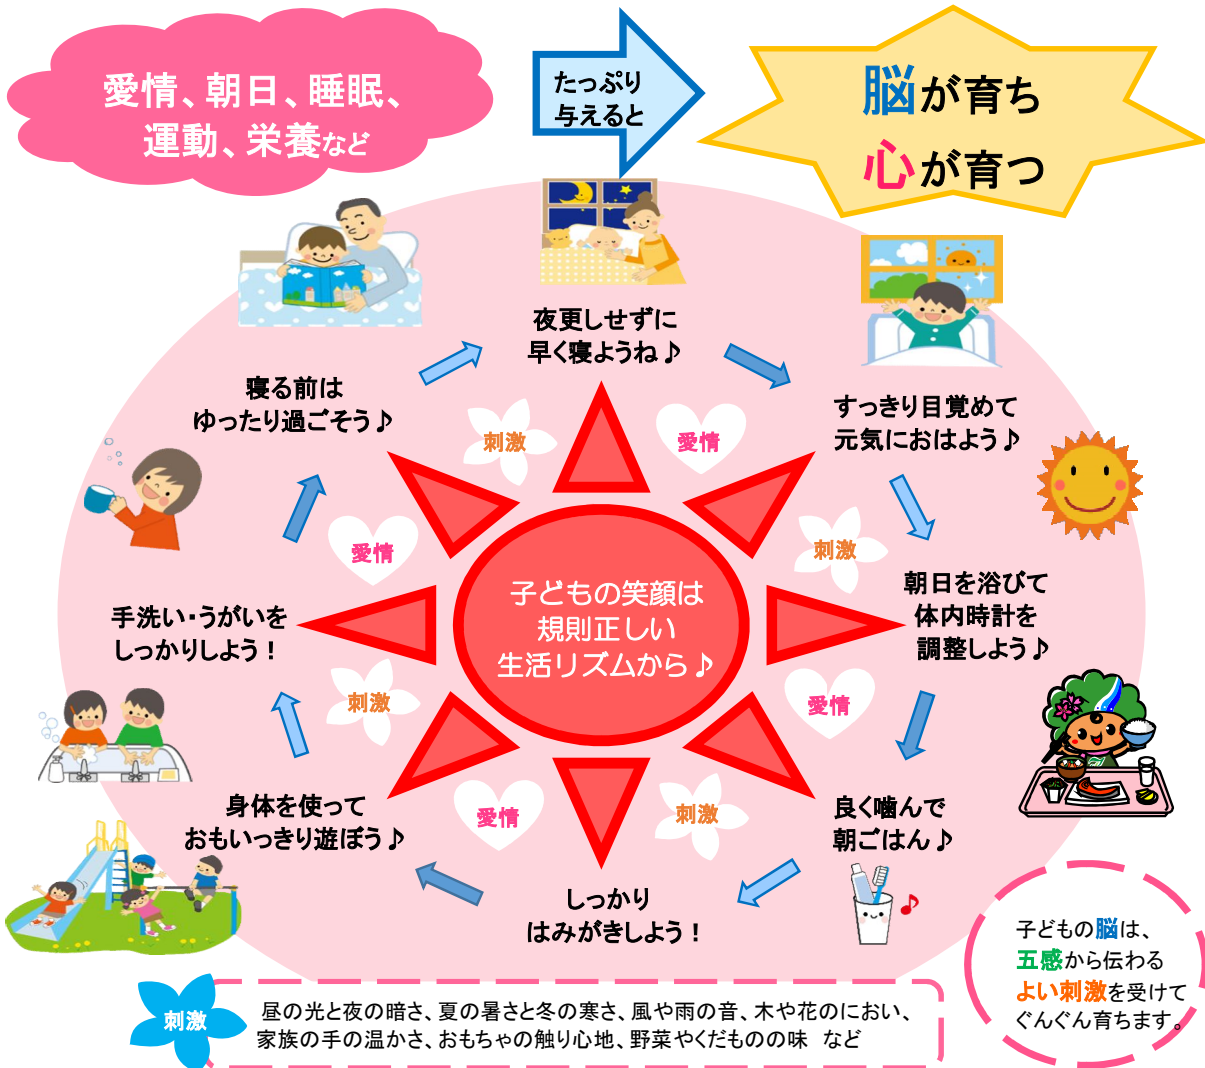 愛情、朝日、睡眠、
運動、栄養など
たっぷり
与えると
脳が育ち
心が育つ
夜更しせずに
早く寝ようね♪
すっきり目覚めて
元気におはよう♪
朝日を浴びて
体内時計を
調整しよう♪
良く噛んで
朝ごはん♪
しっかり
はみがきしよう！
身体を使って
おもいっきり遊ぼう♪
手洗い・うがいを
しっかりしよう！
寝る前は
ゆったり過ごそう♪
刺激
愛情
刺激
愛情
刺激
愛情
刺激
愛情
子どもの笑顔は
規則正しい
生活リズムから♪
子どもの脳は、
五感から伝わる
よい刺激を受けて
ぐんぐん育ちます。
刺激
昼の光と夜の暗さ、夏の暑さと冬の寒さ、風や雨の音、木や花のにおい、
家族の手の温かさ、おもちゃの触り心地、野菜やくだものの味　など